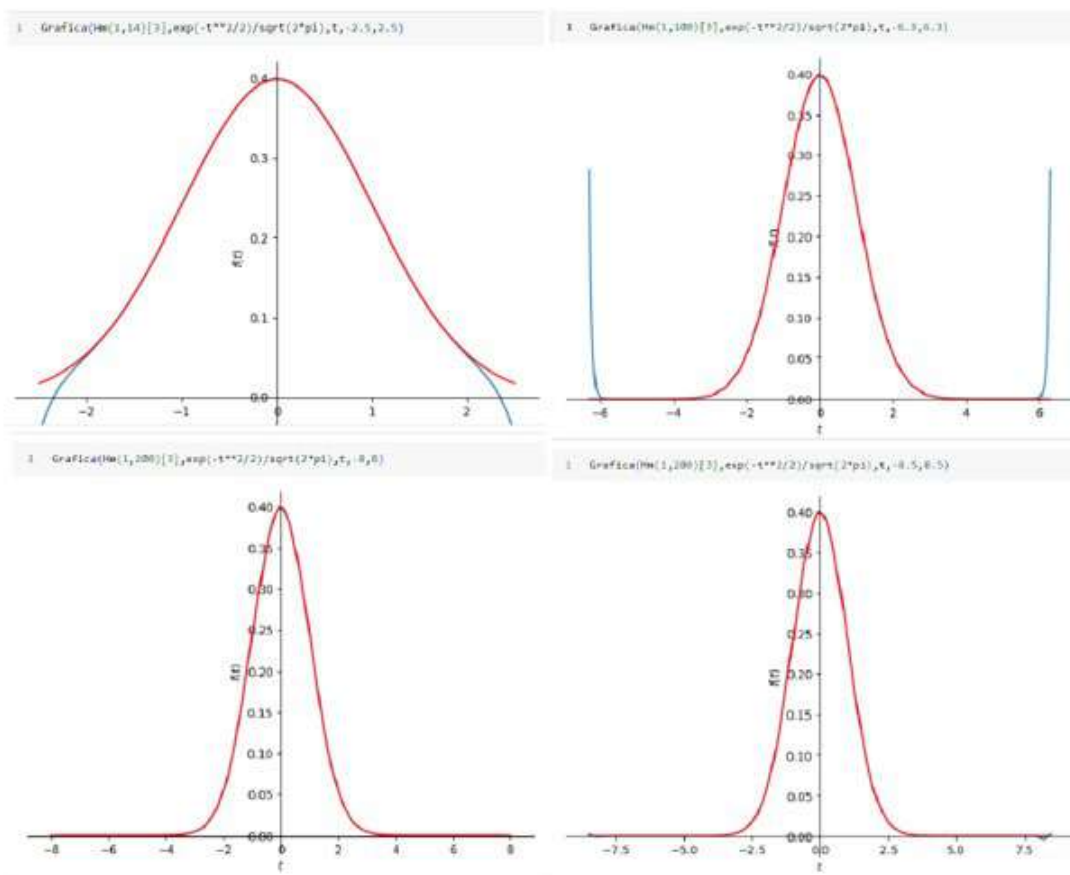 1 Grafica(Hm(1,14)[3],exp(-t**2/2)/sqrt(2*pi),t,-2.5,2.5)
0.4
0.3
f(t)
0.2
0.1
0.0
−2 −1 0 1 2
1 Grafica(Hm(1,100)[3],exp(-t**2/2)/sqrt(2*pi),t,-6.3,6.3)
0.40
0.35
0.30
0.25
f(t)
0.20
0.15
0.10
0.05
0.00
−6 −4 −2 0 2 4 6
t
1 Grafica(Hm(1,200)[3],exp(-t**2/2)/sqrt(2*pi),t,-8,8)
0.40
0.35
0.30
0.25
f(t)
0.20
0.15
0.10
0.05
0.00
−8 −6 −4 −2 0 2 4 6 8
t
1 Grafica(Hm(1,200)[3],exp(-t**2/2)/sqrt(2*pi),t,-8.5,8.5)
0.40
0.35
0.30
0.25
f(t)
0.20
0.15
0.10
0.05
0.00
−7.5 −5.0 −2.5 0.0 2.5 5.0 7.5
t